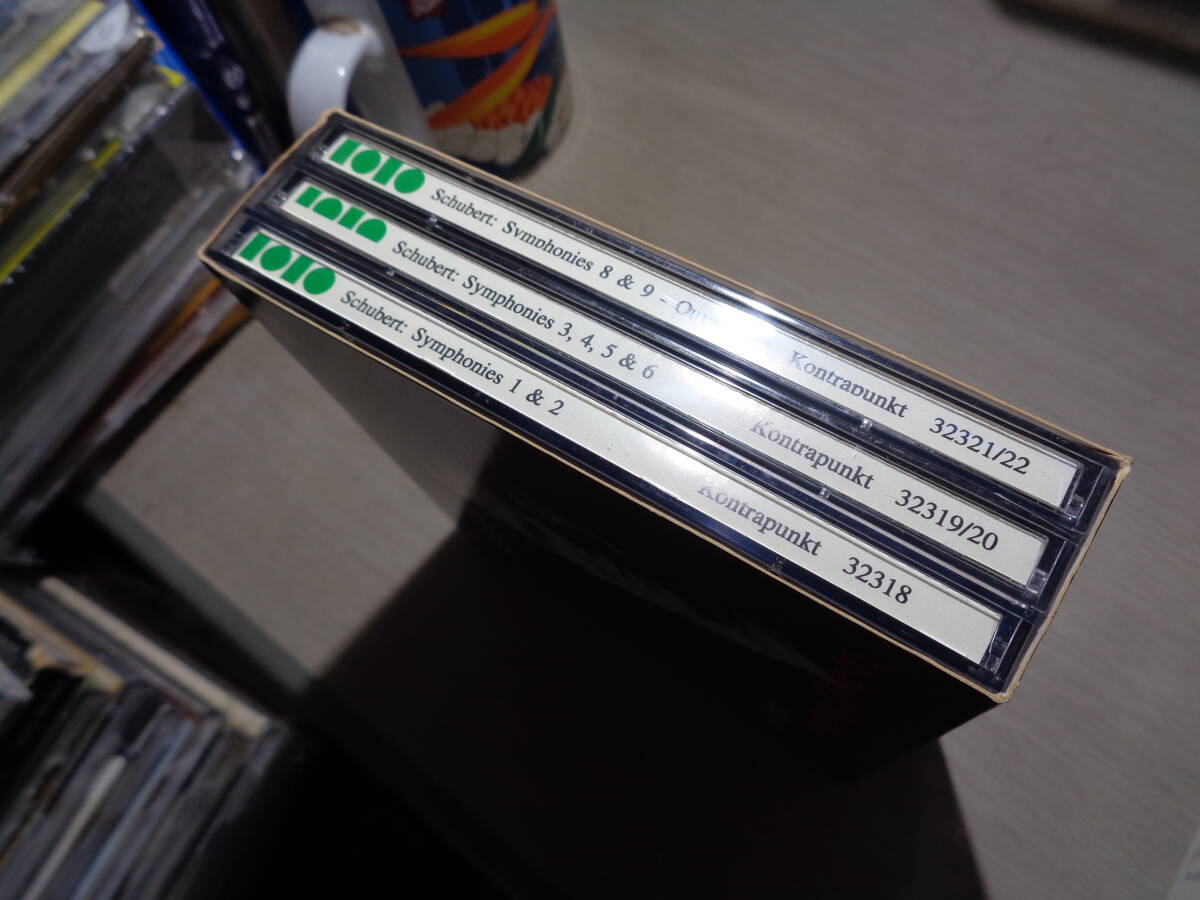 Schubert: Symphonies 8 & 9 - Kontrapunkt 32321/22
Schubert: Symphonies 3, 4, 5 & 6 Kontrapunkt 32319/20
Schubert: Symphonies 1 & 2 Kontrapunkt 32318